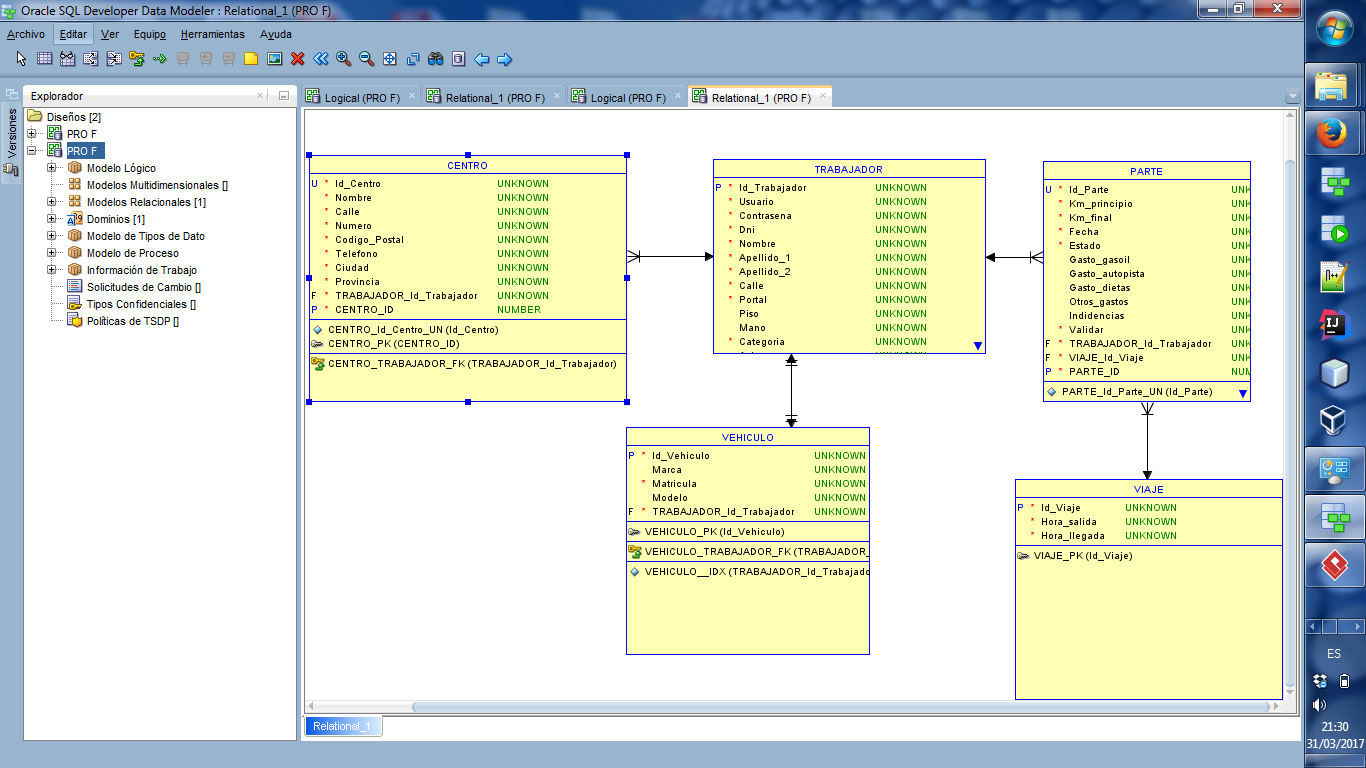 Oracle SQL Developer Data Modeler : Relational_1 (PRO F)
Archivo Editar Ver Equipo Herramientas Ayuda
Versiones
Explorador
Diseños [2]
PRO F
PRO F
Modelo Lógico
Modelos Multidimensionales []
Modelos Relacionales [1]
Dominios [1]
Modelo de Tipos de Dato
Modelo de Proceso
Información de Trabajo
Solicitudes de Cambio []
Tipos Confidenciales []
Políticas de TSDP []
Logical (PRO F)
Relational_1 (PRO F)
Logical (PRO F)
Relational_1 (PRO F)
CENTRO
U * Id_Centro UNKNOWN
* Nombre UNKNOWN
* Calle UNKNOWN
* Numero UNKNOWN
* Codigo_Postal UNKNOWN
* Telefono UNKNOWN
* Ciudad UNKNOWN
* Provincia UNKNOWN
F * TRABAJADOR_Id_Trabajador UNKNOWN
P * CENTRO_ID NUMBER
CENTRO_Id_Centro_UN (Id_Centro)
CENTRO_PK (CENTRO_ID)
CENTRO_TRABAJADOR_FK (TRABAJADOR_Id_Trabajador)
TRABAJADOR
P * Id_Trabajador UNKNOWN
* Usuario UNKNOWN
* Contrasena UNKNOWN
* Dni UNKNOWN
* Nombre UNKNOWN
* Apellido_1 UNKNOWN
* Apellido_2 UNKNOWN
* Calle UNKNOWN
* Portal UNKNOWN
Piso UNKNOWN
Mano UNKNOWN
* Categoria UNKNOWN
PARTE
U * Id_Parte UNK
* Km_principio UNK
* Km_final UNK
* Fecha UNK
* Estado UNK
Gasto_gasoil UNK
Gasto_autopista UNK
Gasto_dietas UNK
Otros_gastos UNK
Indidencias UNK
* Validar UNK
F * TRABAJADOR_Id_Trabajador UNK
F * VIAJE_Id_Viaje UNK
P * PARTE_ID NUM
PARTE_Id_Parte_UN (Id_Parte)
VEHICULO
P * Id_Vehiculo UNKNOWN
Marca UNKNOWN
* Matricula UNKNOWN
Modelo UNKNOWN
F * TRABAJADOR_Id_Trabajador UNKNOWN
VEHICULO_PK (Id_Vehiculo)
VEHICULO_TRABAJADOR_FK (TRABAJADOR_
VEHICULO__IDX (TRABAJADOR_Id_Trabajado
VIAJE
P * Id_Viaje UNKNOWN
* Hora_salida UNKNOWN
* Hora_llegada UNKNOWN
VIAJE_PK (Id_Viaje)
Relational_1
IJ
ES
21:30
31/03/2017